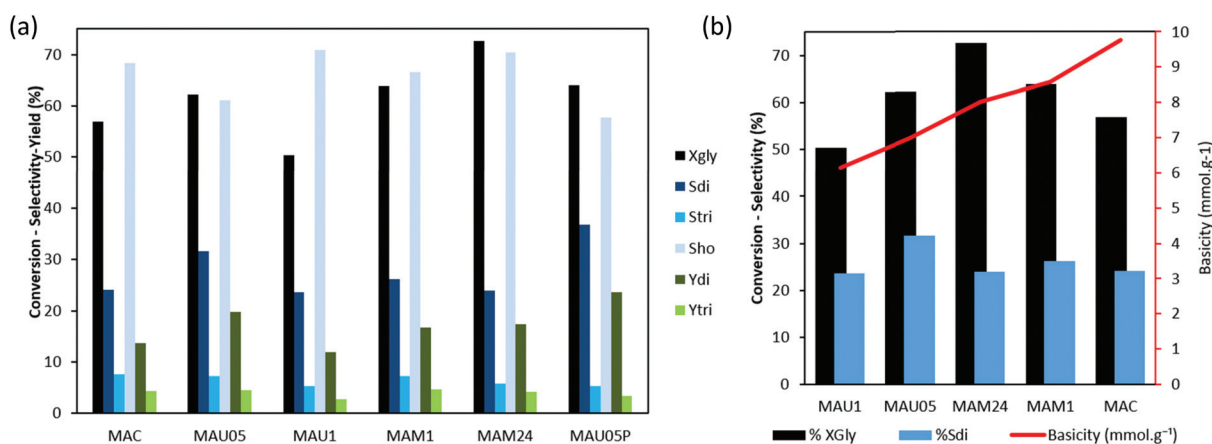 (a)
Conversion - Selectivity-Yield (%)
70
60
50
40
30
20
10
0
MAC MAU05 MAU1 MAM1 MAM24 MAU05P
Xgly
Sdi
Stri
Sho
Ydi
Ytri
(b)
Conversion - Selectivity (%)
70
60
50
40
30
20
10
0
10
9
8
7
6
5
4
3
2
1
0
Basicity (mmol.g-1)
MAU1 MAU05 MAM24 MAM1 MAC
% XGly %Sdi Basicity (mmol.g⁻¹)